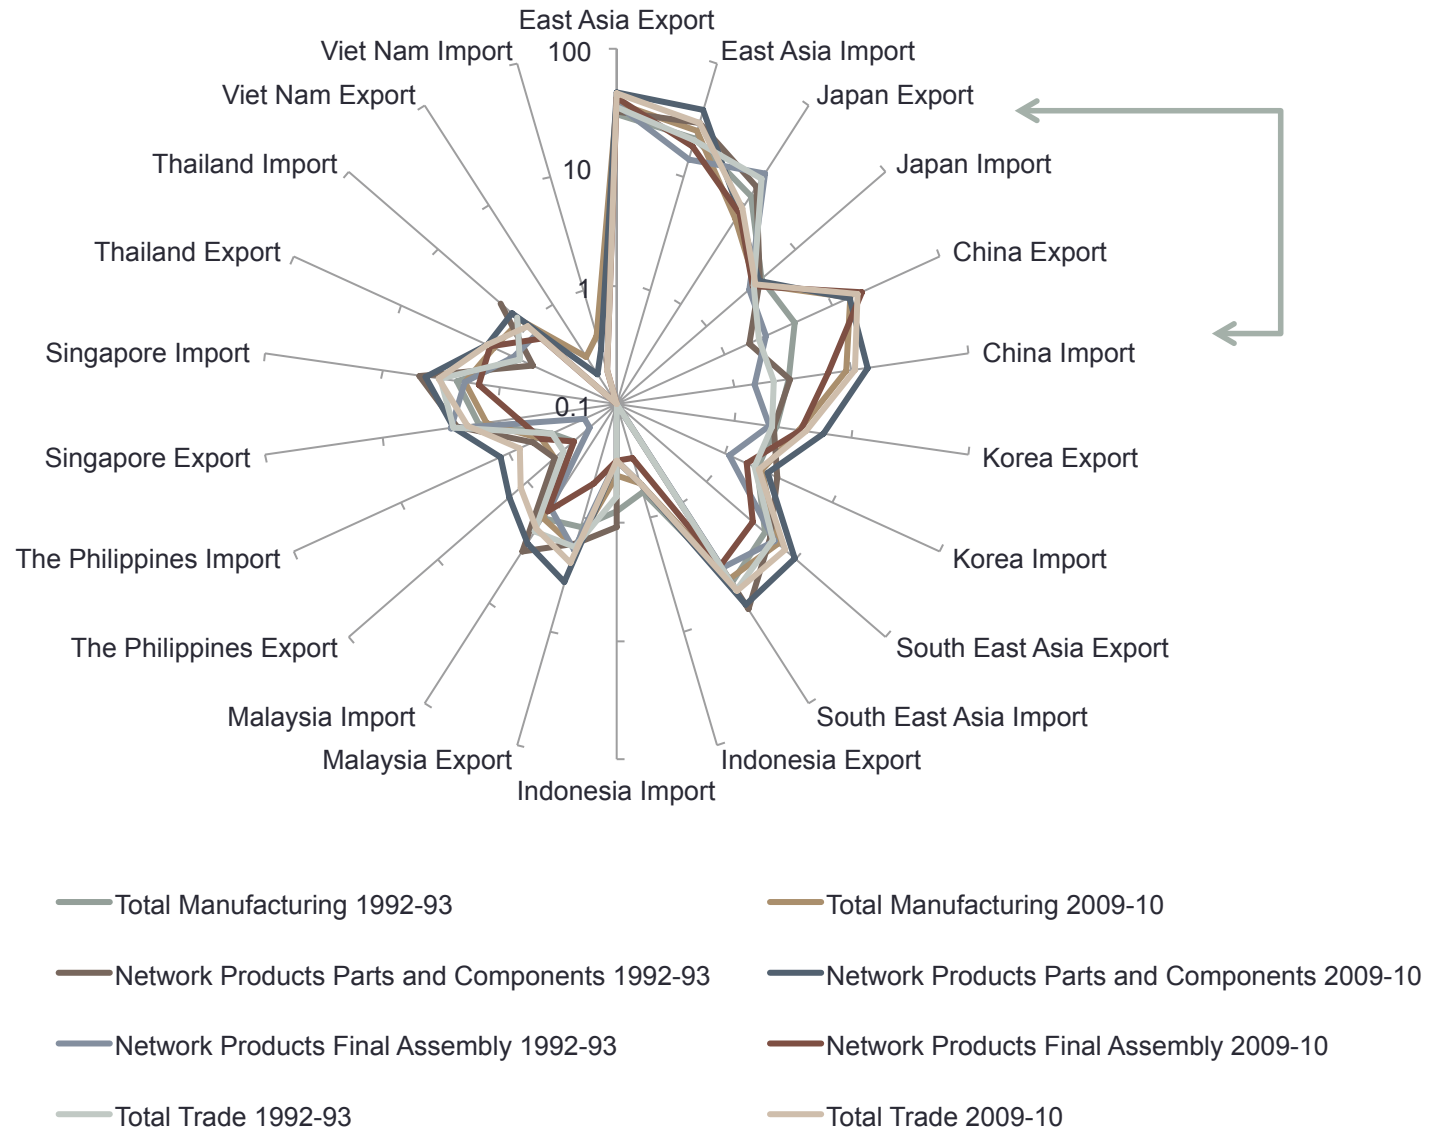 East Asia Export
100
Viet Nam Import
East Asia Import
Viet Nam Export
Japan Export
Thailand Import
10
Japan Import
Thailand Export
China Export
1
Singapore Import
China Import
0.1
Singapore Export
Korea Export
The Philippines Import
Korea Import
The Philippines Export
South East Asia Export
Malaysia Import
South East Asia Import
Malaysia Export
Indonesia Export
Indonesia Import
Total Manufacturing 1992-93
Total Manufacturing 2009-10
Network Products Parts and Components 1992-93
Network Products Parts and Components 2009-10
Network Products Final Assembly 1992-93
Network Products Final Assembly 2009-10
Total Trade 1992-93
Total Trade 2009-10